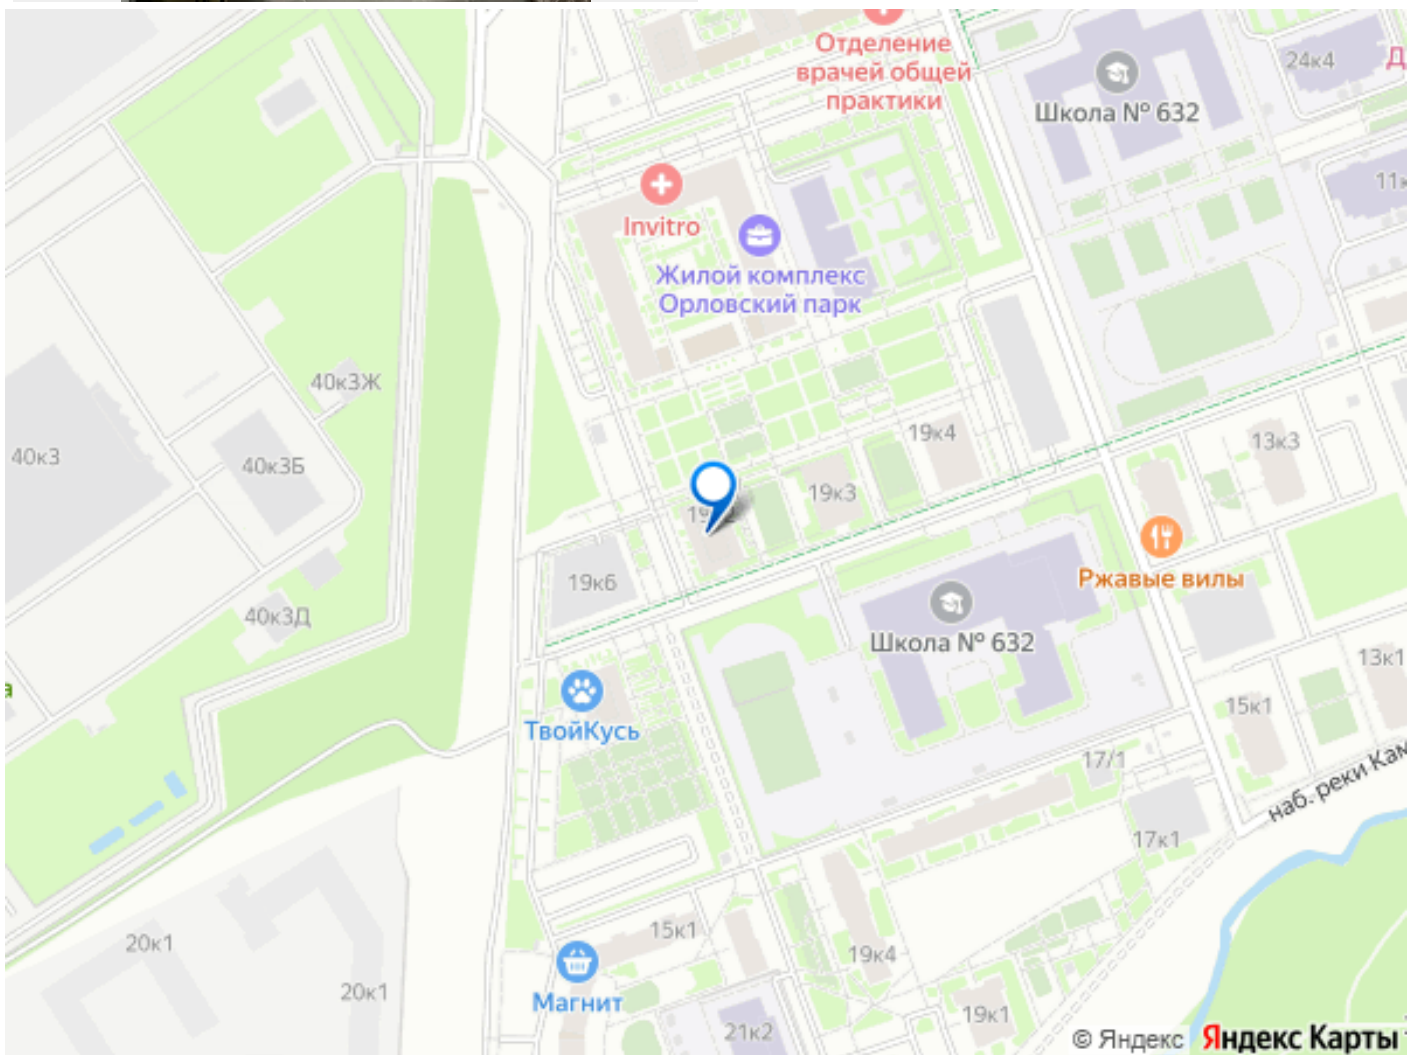 Отделение
врачей общей
практики
Школа № 632
24к4
Invitro
Жилой комплекс
Орловский парк
40к3Ж
40к3
40к3Б
19к4
13к3
19к3
19к6
Ржавые вилы
40к3Д
Школа № 632
13к1
ТвойКусь
15к1
17/1
наб. реки Кам
17к1
15к1
20к1
19к4
20к1
Магнит
19к1
21к2
© Яндекс Яндекс Карты